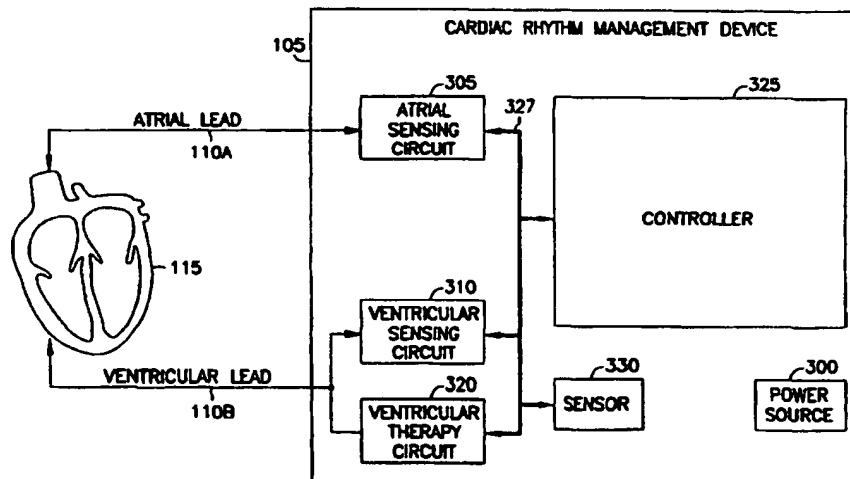 CARDIAC RHYTHM MANAGEMENT DEVICE
105
305
327
325
ATRIAL
SENSING
CIRCUIT
ATRIAL LEAD
110A
CONTROLLER
115
310
VENTRICULAR
SENSING
CIRCUIT
VENTRICULAR LEAD
110B
320
VENTRICULAR
THERAPY
CIRCUIT
330
SENSOR
300
POWER
SOURCE